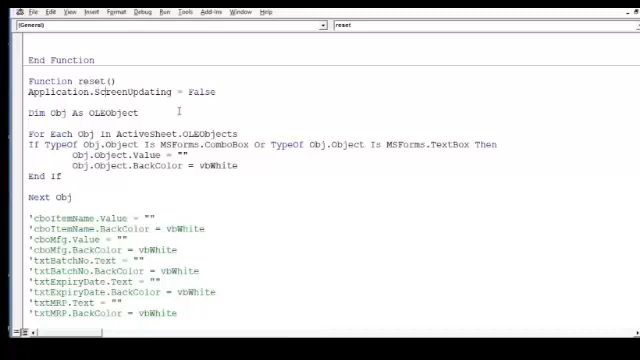 File Edit View Insert Format Debug Run Tools Add-Ins Window Help
(General)
reset
End Function
Function reset()
Application.ScreenUpdating = False
Dim Obj As OLEObject
For Each Obj In ActiveSheet.OLEObjects
If TypeOf Obj.Object Is MSForms.ComboBox Or TypeOf Obj.Object Is MSForms.TextBox Then
Obj.Object.Value = ""
Obj.Object.BackColor = vbWhite
End If
Next Obj
'cboItemName.Value = ""
'cboItemName.BackColor = vbWhite
'cboMfg.Value = ""
'cboMfg.BackColor = vbWhite
'txtBatchNo.Text = ""
'txtBatchNo.BackColor = vbWhite
'txtExpiryDate.Text = ""
'txtExpiryDate.BackColor = vbWhite
'txtMRP.Text = ""
'txtMRP.BackColor = vbWhite